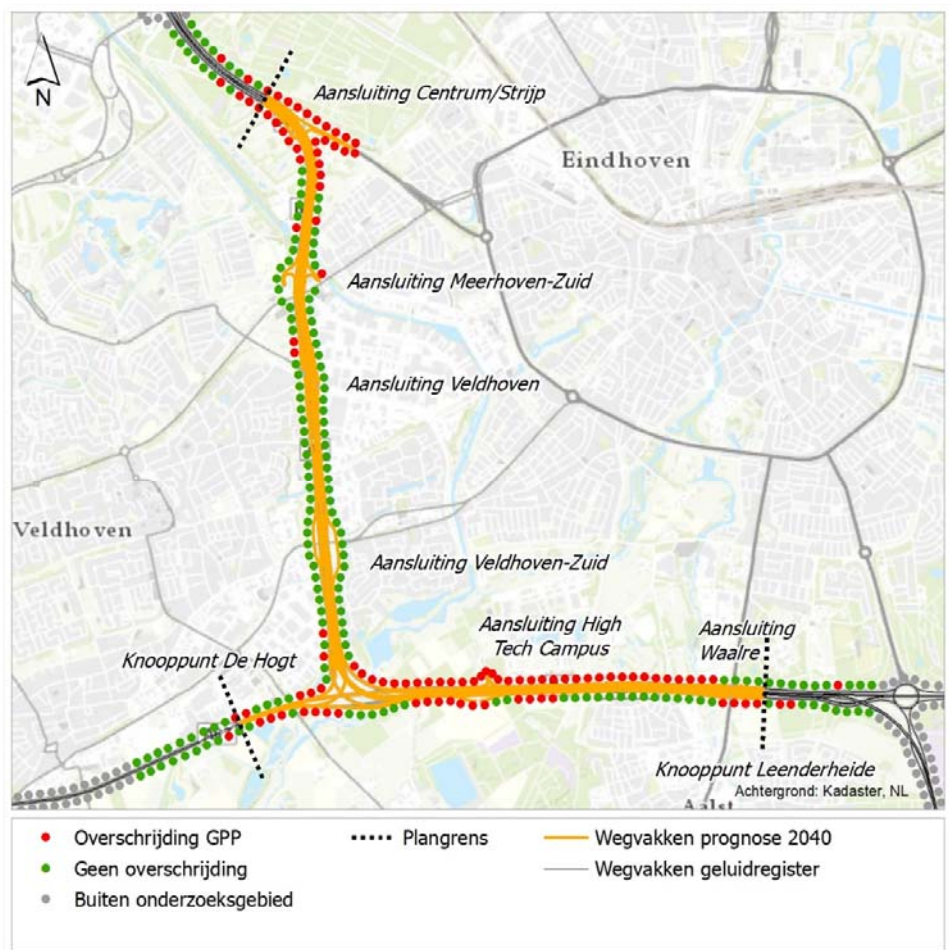 N
Aansluiting Centrum/Strijp
Eindhoven
Aansluiting Meerhoven-Zuid
Aansluiting Veldhoven
Veldhoven
Aansluiting Veldhoven-Zuid
Aansluiting High
Tech Campus
Aansluiting
Waalre
Knooppunt De Hogt
Knooppunt Leenderheide
Achtergrond: Kadaster, NL
Aalst
Overschrijding GPP
Geen overschrijding
Buiten onderzoeksgebied
Plangrens
Wegvakken prognose 2040
Wegvakken geluidregister